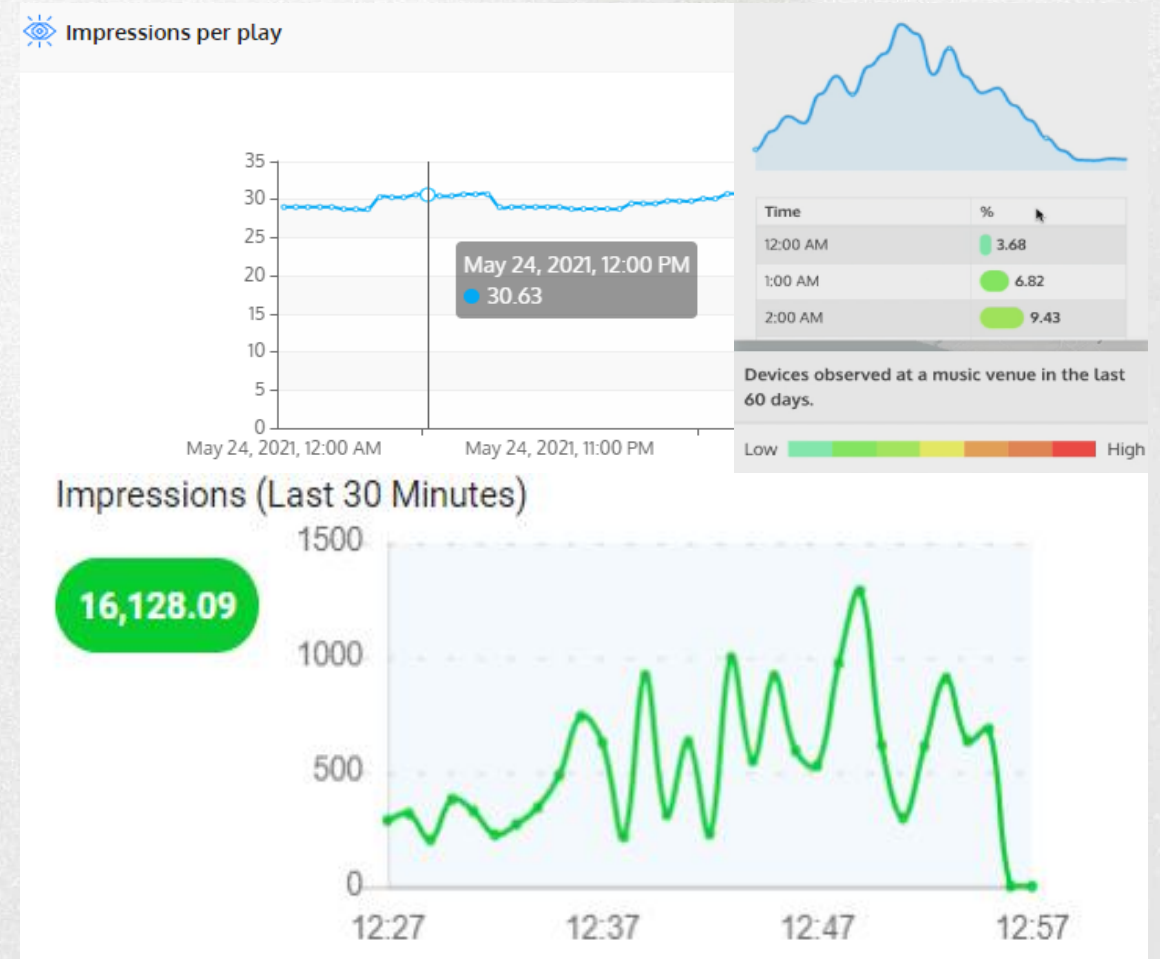 Impressions per play
35
30
25
20
15
10
5
0
May 24, 2021, 12:00 PM
30.63
May 24, 2021, 12:00 AM
May 24, 2021, 11:00 PM
Time %
12:00 AM 3.68
1:00 AM 6.82
2:00 AM 9.43
Devices observed at a music venue in the last
60 days.
Low High
Impressions (Last 30 Minutes)
16,128.09
1500
1000
500
0
12:27 12:37 12:47 12:57